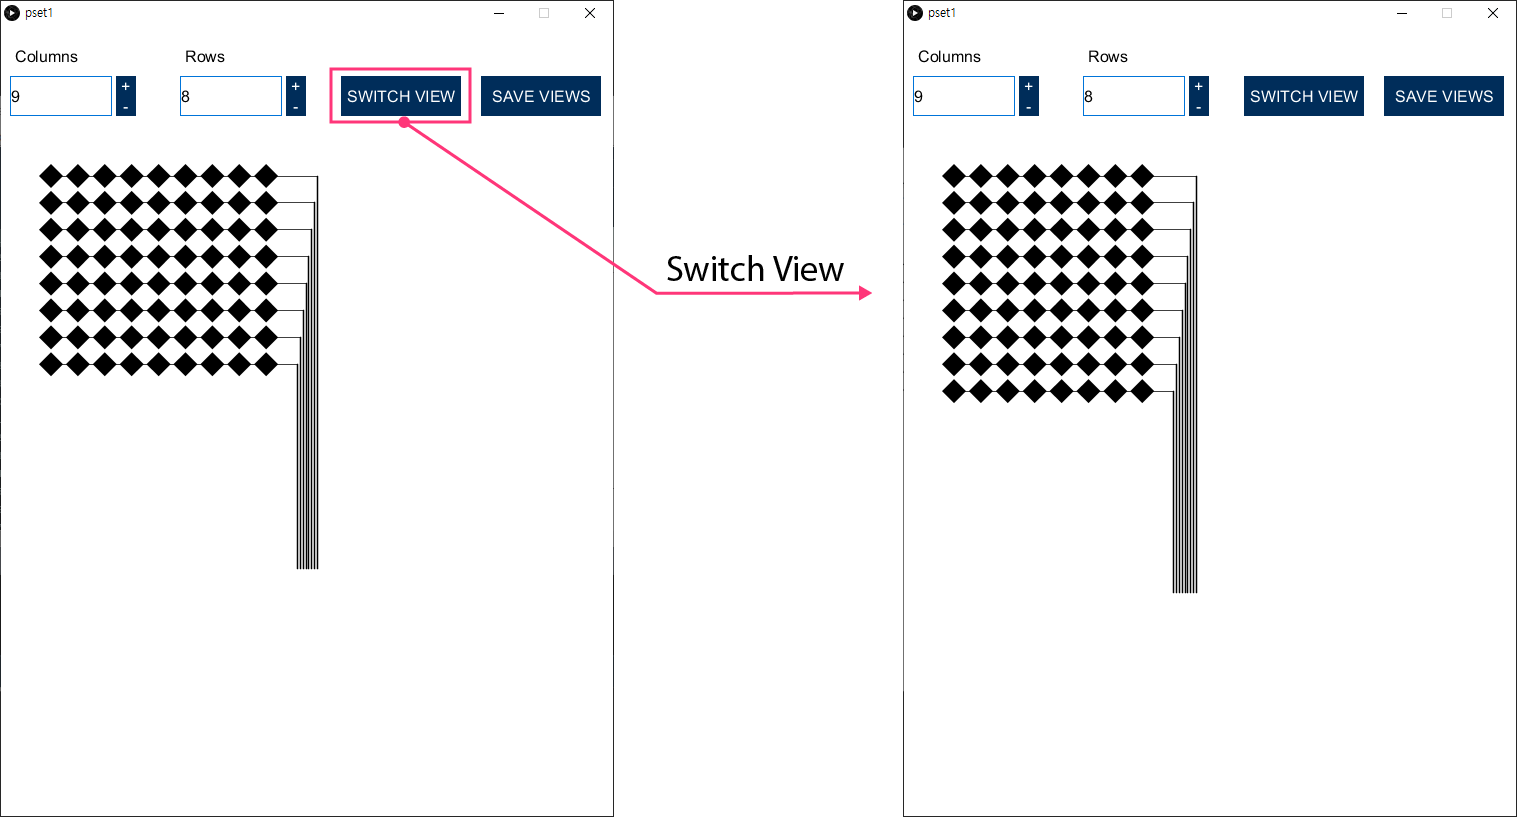 pset1
Columns
Rows
9
+
-
8
+
-
SWITCH VIEW
SAVE VIEWS
Switch View
pset1
Columns
Rows
9
+
-
8
+
-
SWITCH VIEW
SAVE VIEWS